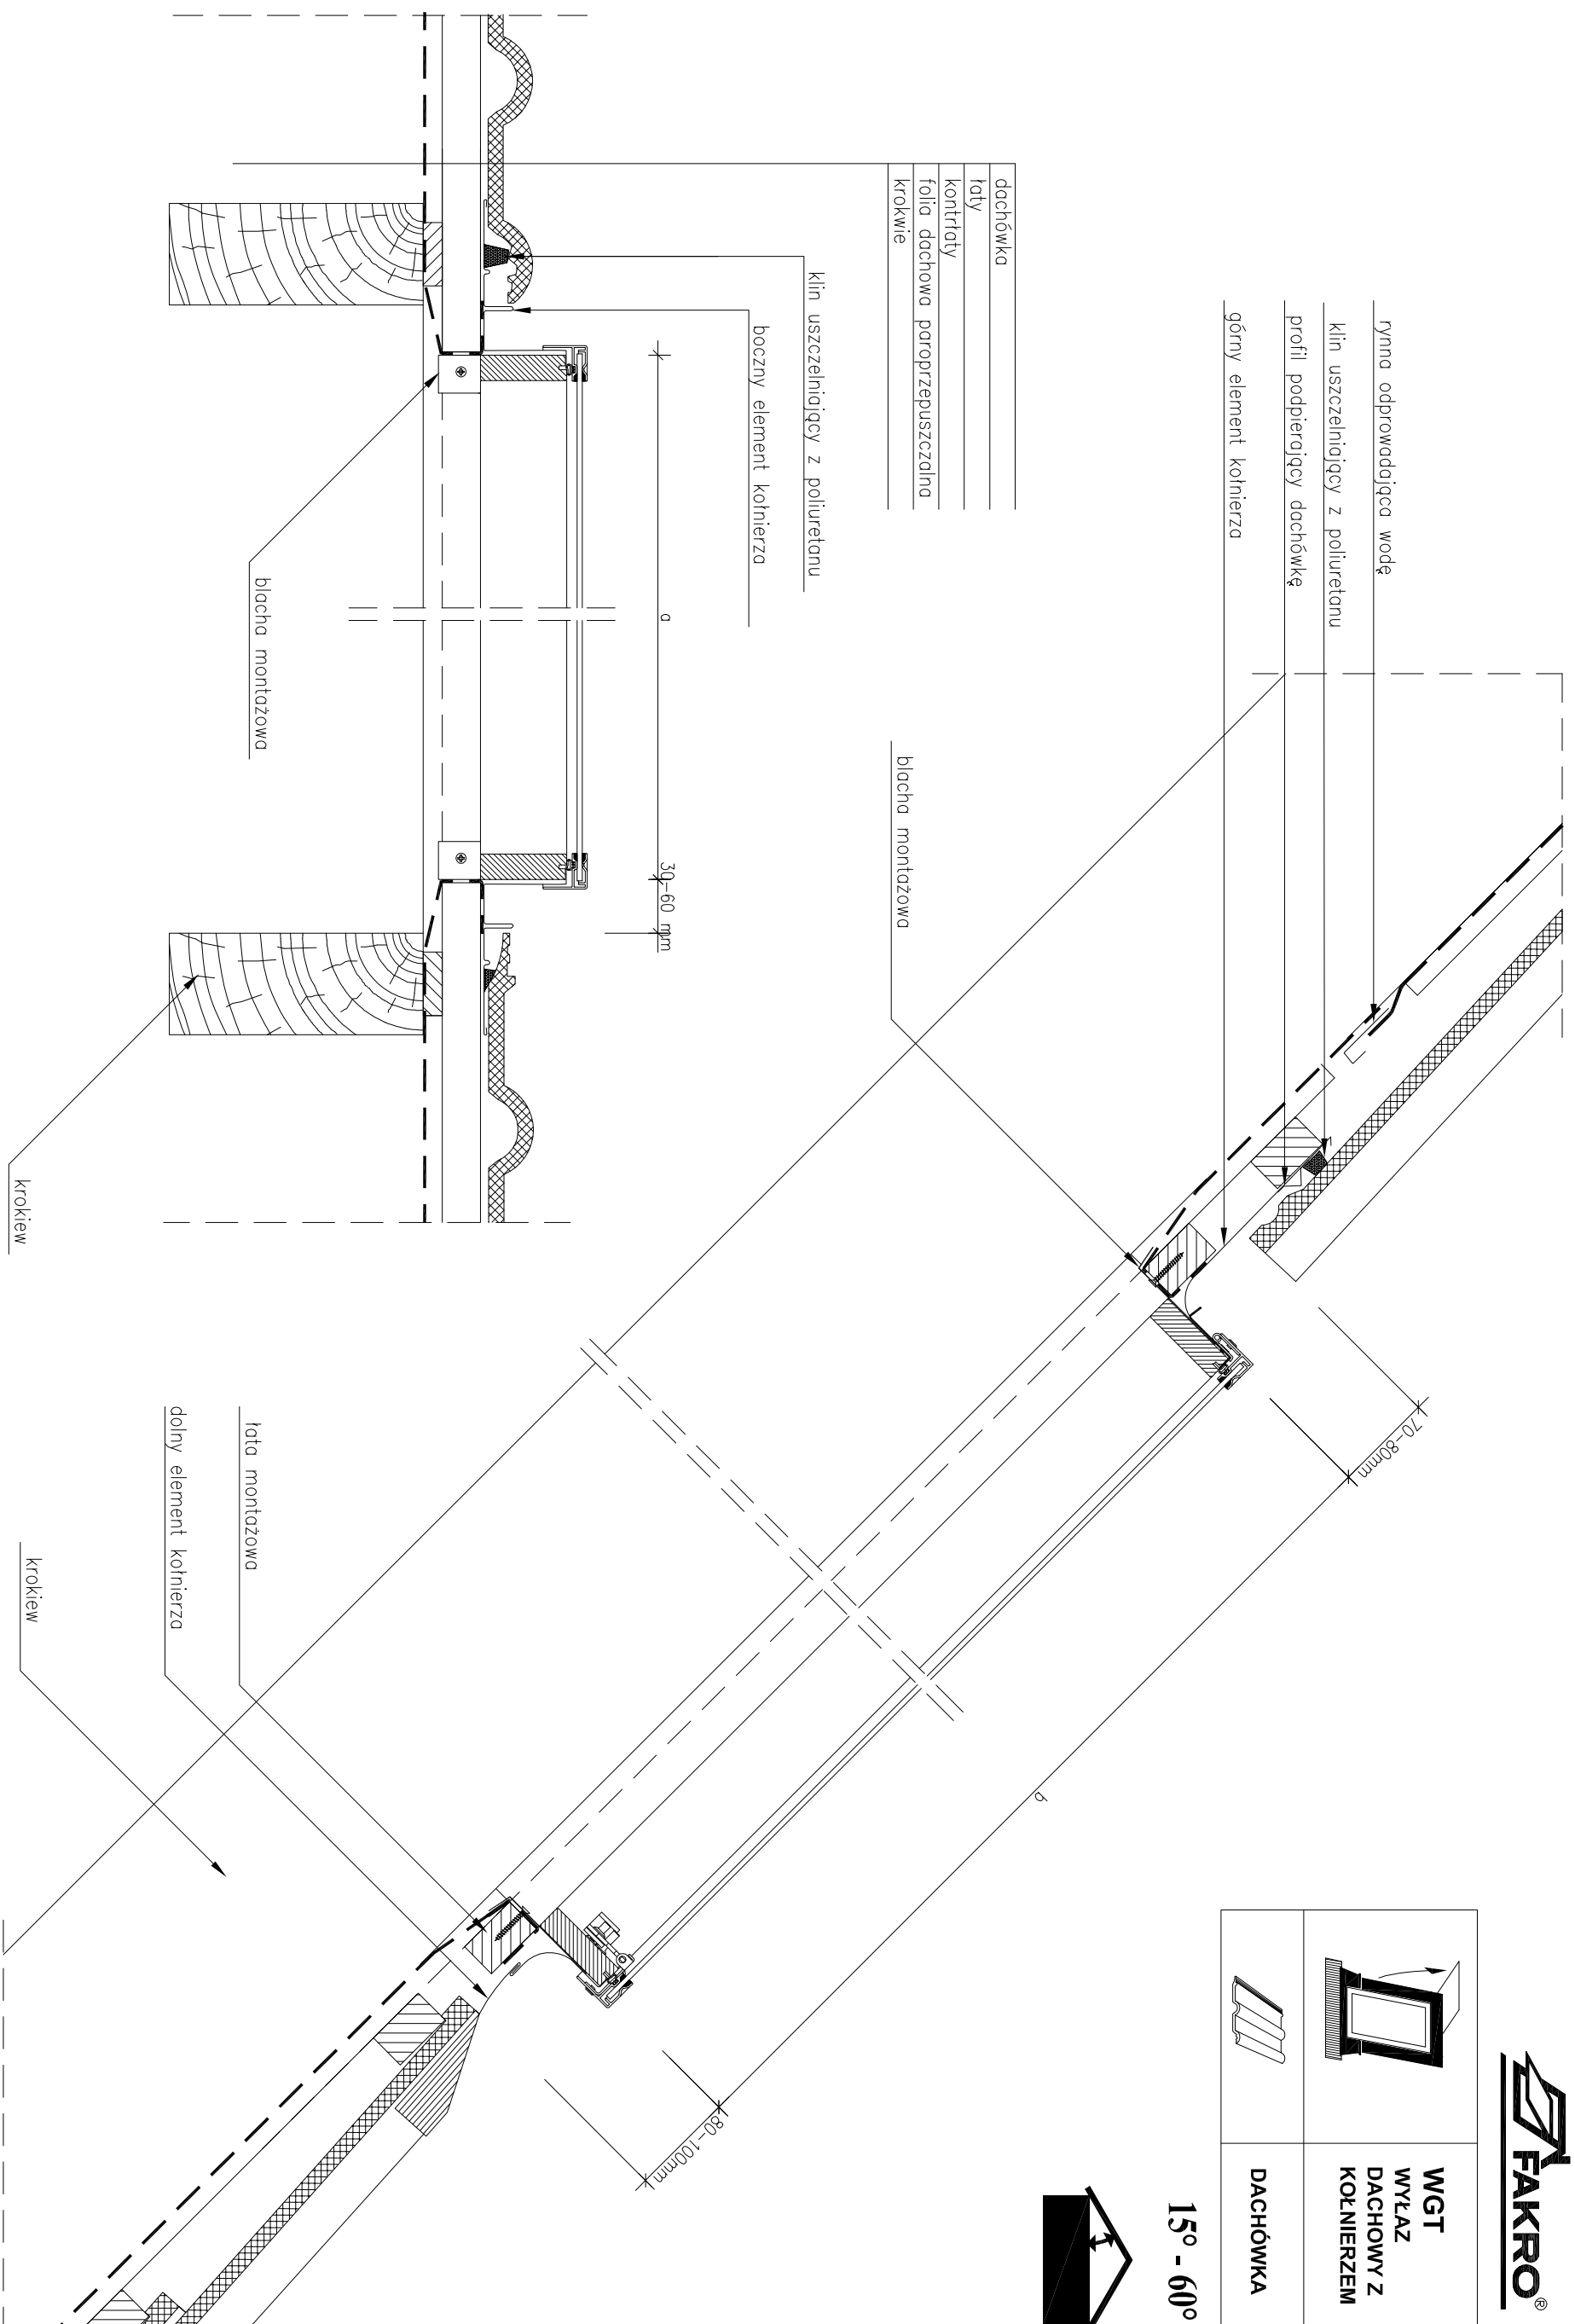 FAKRO®
WGT
WYŁAZ
DACHOWY Z
KOŁNIERZEM
DACHÓWKA
15° - 60°
rynna odprowadzająca wodę
klin uszczelniający z poliuretanu
profil podpierający dachówkę
górny element kołnierza
70-80mm
b
80-100mm
dachówka
łaty
kontrłaty
folia dachowa paroprzepuszczalna
krokwie
blacha montażowa
klin uszczelniający z poliuretanu
boczny element kołnierza
a
30-60 mm
blacha montażowa
krokiew
łata montażowa
dolny element kołnierza
krokiew